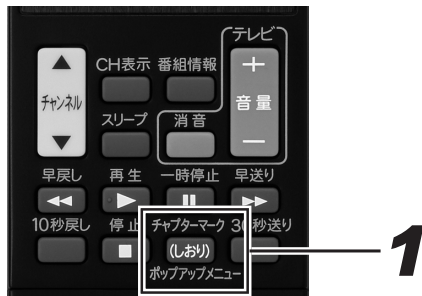 テレビ
CH表示 番組情報
チャンネル
+
音量
スリープ 消音
−
早戻し 再生 一時停止 早送り
10秒戻し 停止 チャプターマーク 30秒送り
(しおり)
ポップアップメニュー
1